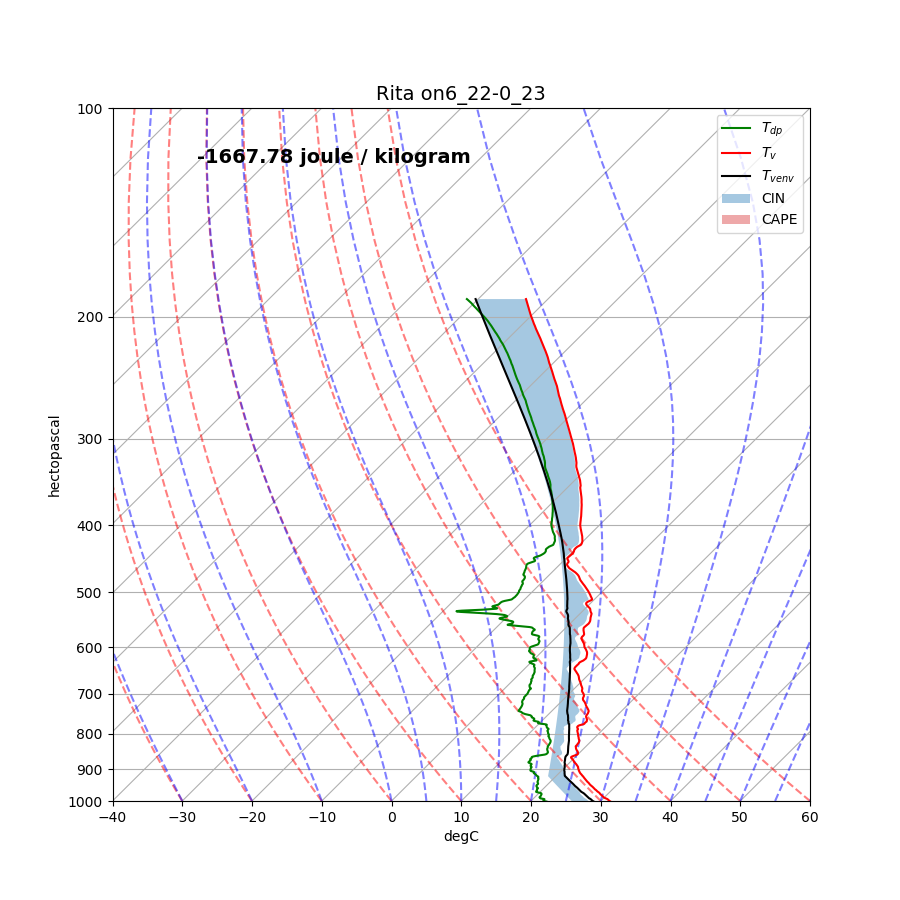 Rita on6_22-0_23
100
-1667.78 joule / kilogram
T_dp
T_v
T_venv
CIN
CAPE
200
300
hectopascal
400
500
600
700
800
900
1000
−40 −30 −20 −10 0 10 20 30 40 50 60
degC